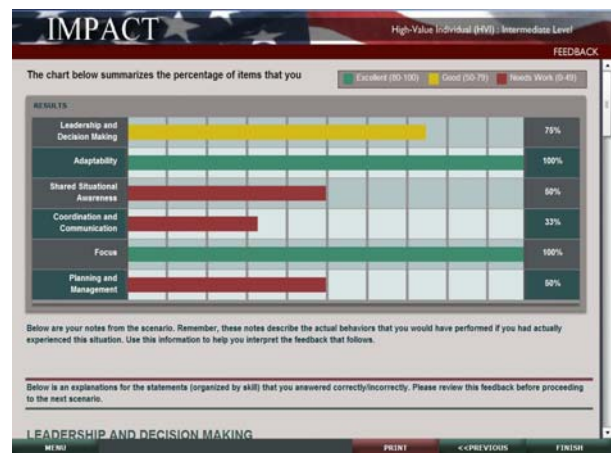 IMPACT
High-Value Individual (HVI) : Intermediate Level
FEEDBACK
The chart below summarizes the percentage of items that you
Excellent (80-100)
Good (50-79)
Needs Work (0-49)
RESULTS
Leadership and
Decision Making
75%
Adaptability
100%
Shared Situational
Awareness
50%
Coordination and
Communication
33%
Focus
100%
Planning and
Management
50%
Below are your notes from the scenario. Remember, these notes describe the actual behaviors that you would have performed if you had actually
experienced this situation. Use this information to help you interpret the feedback that follows.
Below is an explanations for the statements (organized by skill) that you answered correctly/incorrectly. Please review this feedback before proceeding
to the next scenario.
LEADERSHIP AND DECISION MAKING
MENU
PRINT
<<PREVIOUS
FINISH